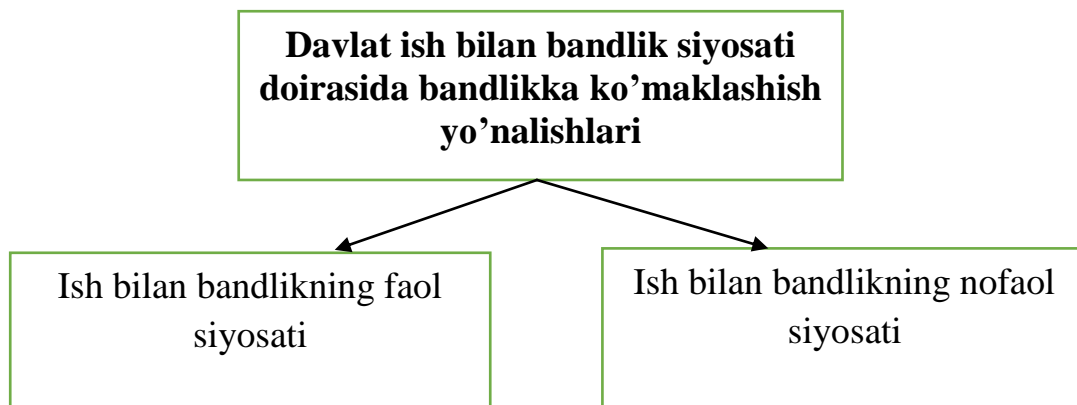 Davlat ish bilan bandlik siyosati
doirasida bandlikka ko’maklashish
yo’nalishlari
Ish bilan bandlikning faol
siyosati
Ish bilan bandlikning nofaol
siyosati